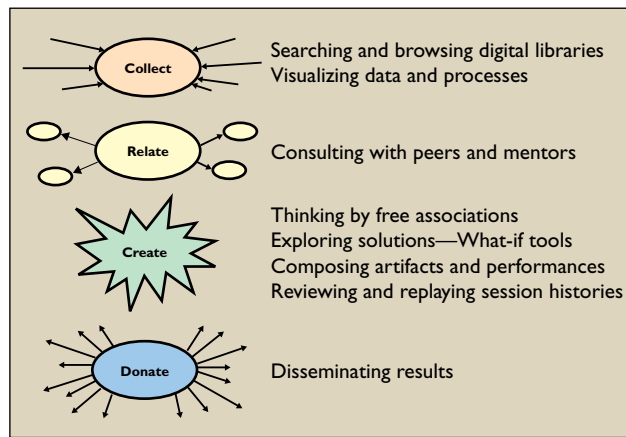 Collect
Searching and browsing digital libraries
Visualizing data and processes
Relate
Consulting with peers and mentors
Create
Thinking by free associations
Exploring solutions—What-if tools
Composing artifacts and performances
Reviewing and replaying session histories
Donate
Disseminating results